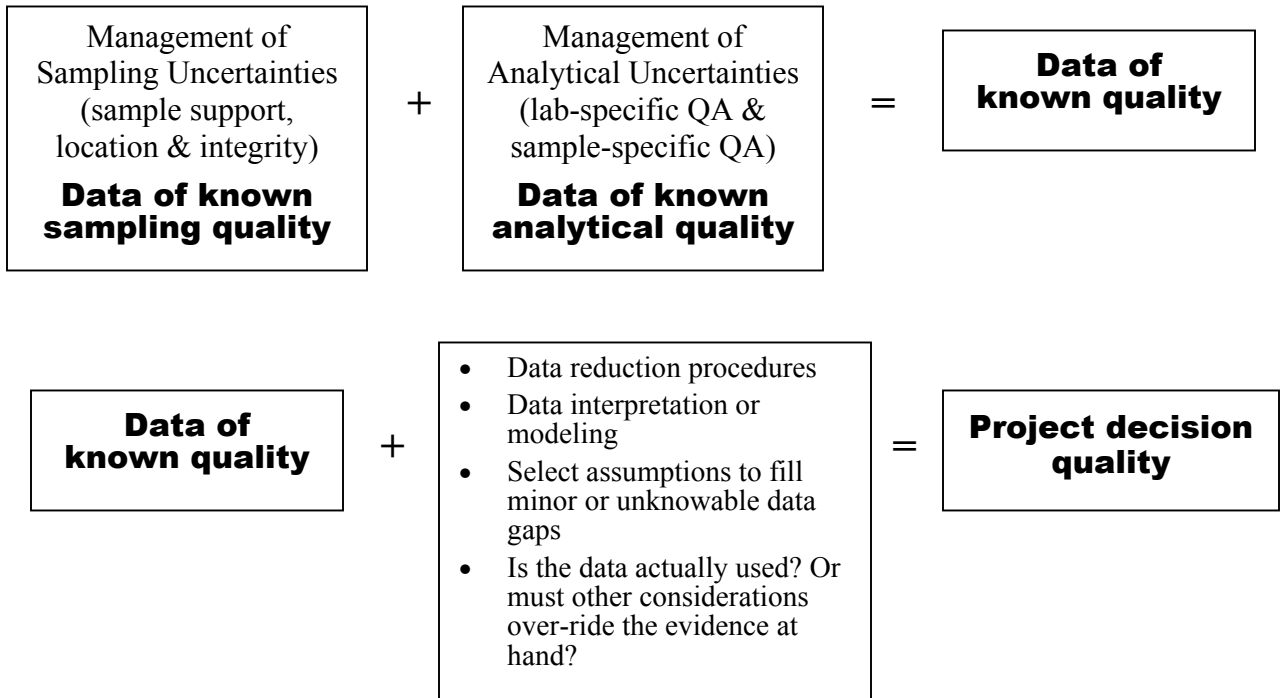 Management of
Sampling Uncertainties
(sample support,
location & integrity)
Data of known
sampling quality
+
Management of
Analytical Uncertainties
(lab-specific QA &
sample-specific QA)
Data of known
analytical quality
=
Data of
known quality
Data of
known quality
+
• Data reduction procedures
• Data interpretation or
modeling
• Select assumptions to fill
minor or unknowable data
gaps
• Is the data actually used? Or
must other considerations
over-ride the evidence at
hand?
=
Project decision
quality